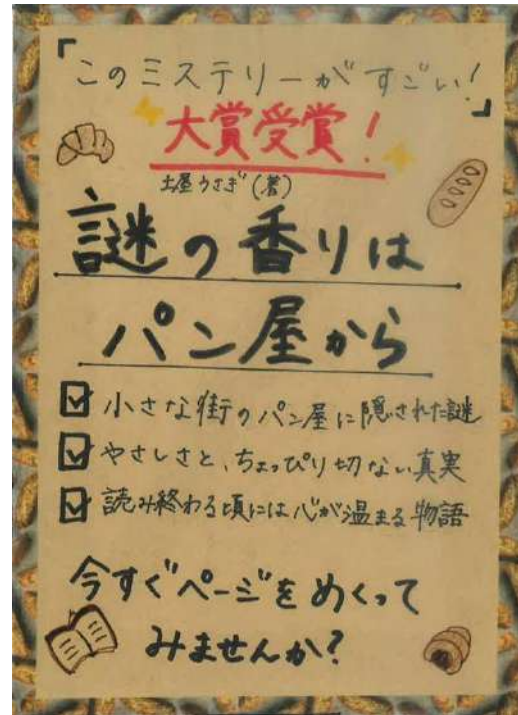 「このミステリーがすごい!」
大賞受賞!
土屋うさぎ(著)
謎の香りは
パン屋から
☑ 小さな街のパン屋に隠された謎
☑ やさしさと、ちょっぴり切ない真実
☑ 読み終わる頃には心が温まる物語
今すぐページをめくって
みませんか?